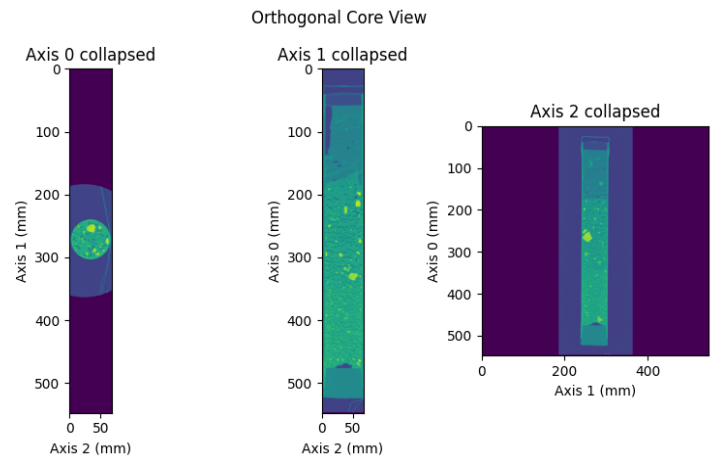 Orthogonal Core View
Axis 0 collapsed
0
100
200
300
400
500
Axis 1 (mm)
0 50
Axis 2 (mm)
Axis 1 collapsed
0
100
200
300
400
500
Axis 0 (mm)
0 50
Axis 2 (mm)
Axis 2 collapsed
0
100
200
300
400
500
Axis 0 (mm)
0 200 400
Axis 1 (mm)